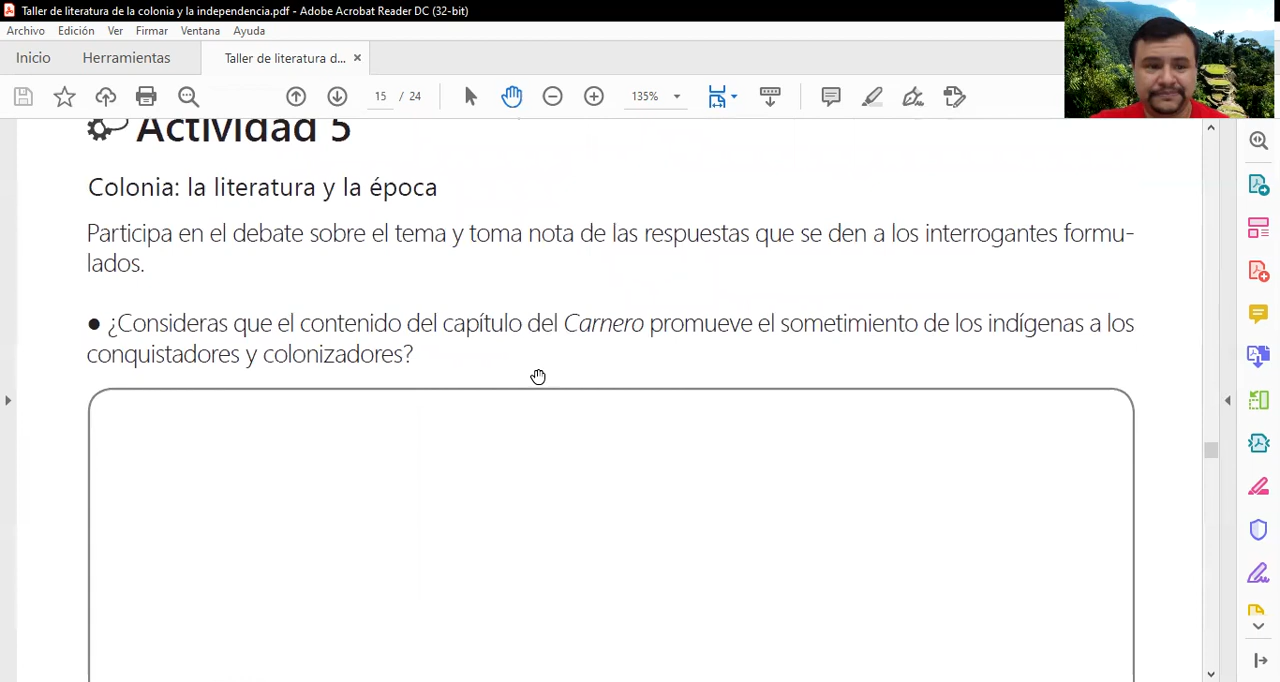 Taller de literatura de la colonia y la independencia.pdf - Adobe Acrobat Reader DC (32-bit)
Archivo Edición Ver Firmar Ventana Ayuda
Inicio Herramientas Taller de literatura d... ×
15 / 24 135%
Actividad 5
Colonia: la literatura y la época
Participa en el debate sobre el tema y toma nota de las respuestas que se den a los interrogantes formu-
lados.
● ¿Consideras que el contenido del capítulo del Carnero promueve el sometimiento de los indígenas a los
conquistadores y colonizadores?